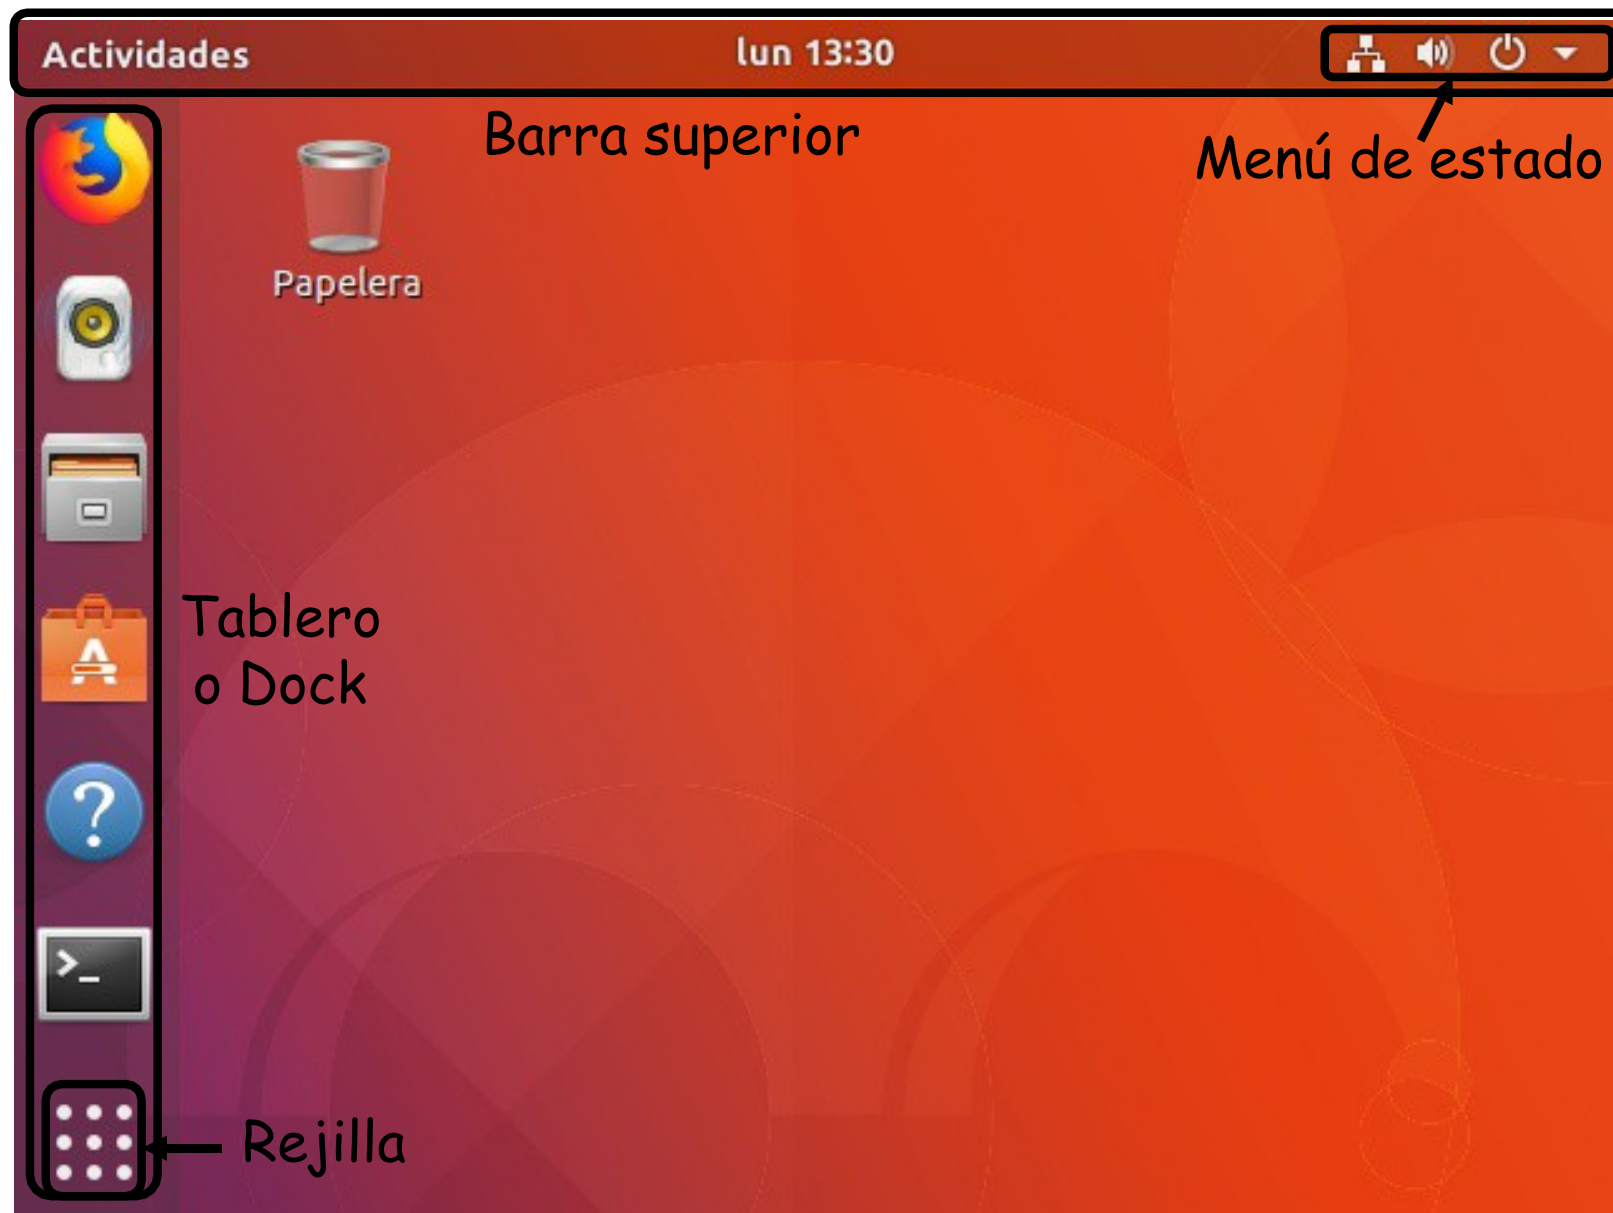 Actividades
lun 13:30
Barra superior
Menú de estado
Papelera
Tablero
o Dock
Rejilla